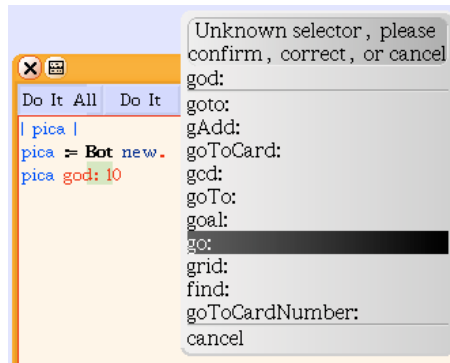 Unknown selector, please
confirm, correct, or cancel
god:
goto:
gAdd:
goToCard:
gcd:
goTo:
goal:
go:
grid:
find:
goToCardNumber:
cancel
Do It All Do It
| pica |
pica := Bot new.
pica god: 10